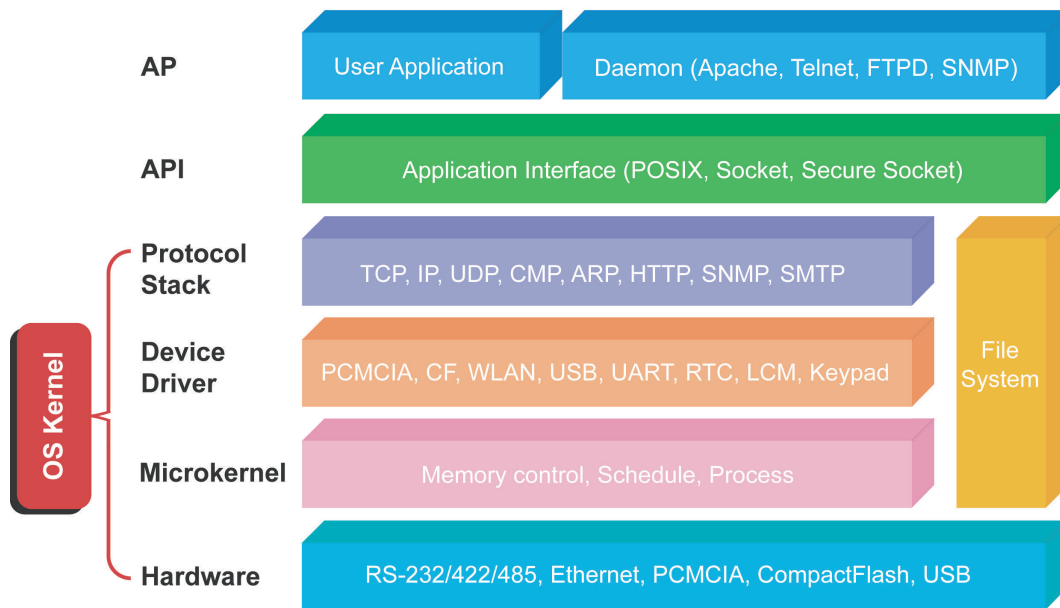 AP
User Application
Daemon (Apache, Telnet, FTPD, SNMP)
API
Application Interface (POSIX, Socket, Secure Socket)
OS Kernel
Protocol
Stack
TCP, IP, UDP, CMP, ARP, HTTP, SNMP, SMTP
Device
Driver
PCMCIA, CF, WLAN, USB, UART, RTC, LCM, Keypad
File
System
Microkernel
Memory control, Schedule, Process
Hardware
RS-232/422/485, Ethernet, PCMCIA, CompactFlash, USB